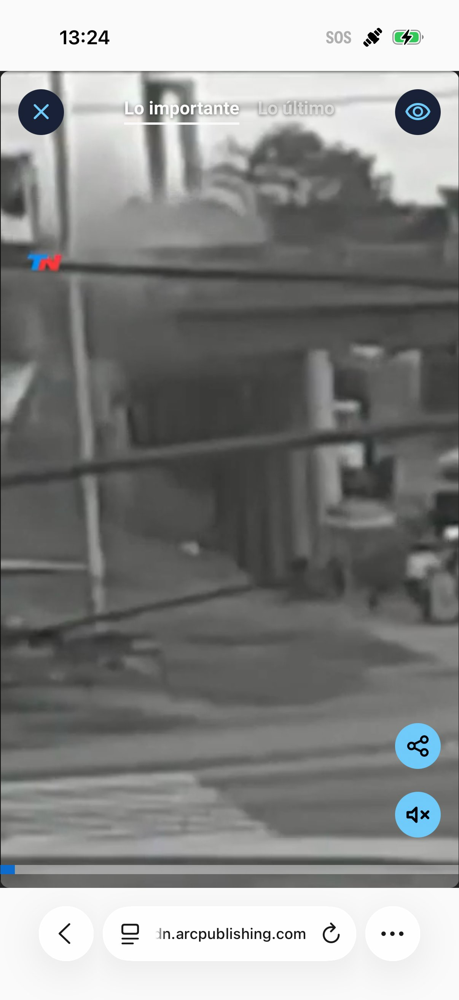 13:24
SOS
Lo importante
Lo último
TN
dn.arcpublishing.com